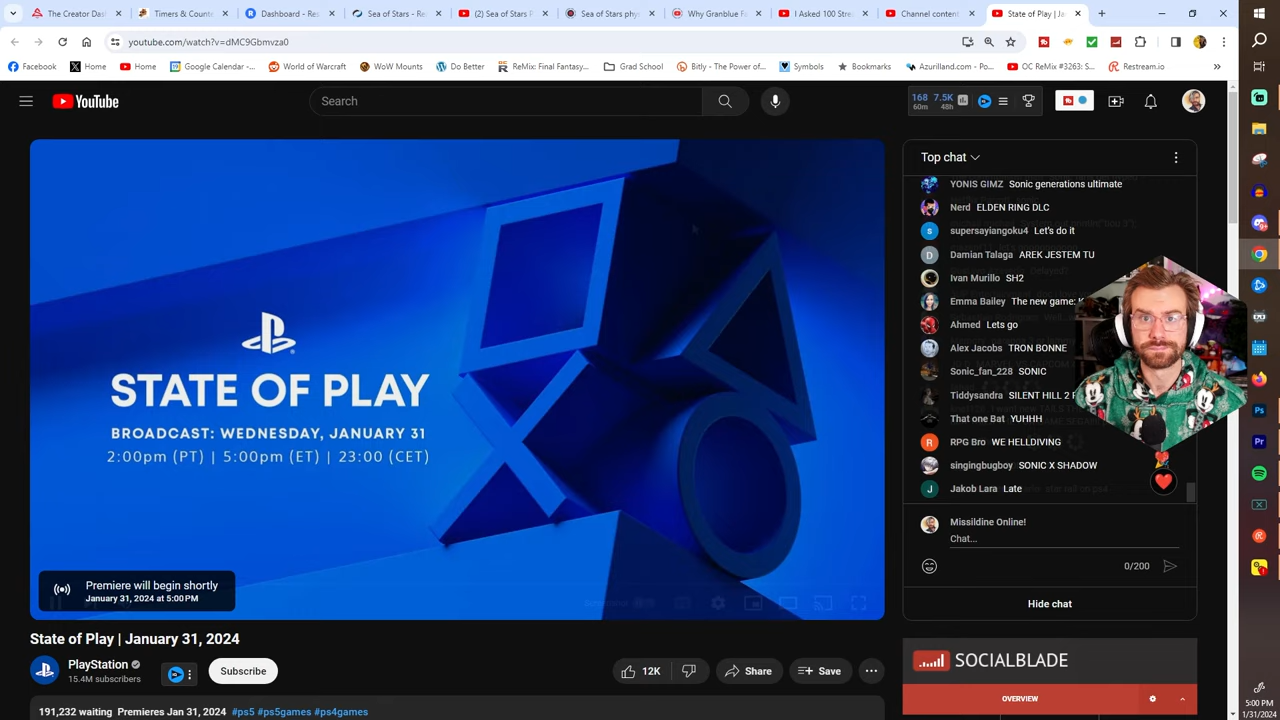 The Creator Das
Timers & Counte
Dashboard - Res
Sea of Stars - Re
(2) Sea of Stars F
Sea of Stars phys
Why Granblue Fa
I Asked 100 Stre
Channel content
State of Play | Ja
youtube.com/watch?v=dMC9Gbmvza0
Facebook
Home
Home
Google Calendar -...
World of Warcraft
WoW Mounts
Do Better
ReMix: Final Fantasy...
Grad School
Bitly - The Power of...
Symbols
Bookmarks
Azurilland.com - Po...
OC ReMix #3263: S...
Restream.io
YouTube
Search
168 60m
7.5K 48h
STATE OF PLAY
BROADCAST: WEDNESDAY, JANUARY 31
2:00pm (PT) | 5:00pm (ET) | 23:00 (CET)
Premiere will begin shortly
January 31, 2024 at 5:00 PM
State of Play | January 31, 2024
PlayStation
15.4M subscribers
Subscribe
12K
Share
Save
191,232 waiting Premieres Jan 31, 2024 #ps5 #ps5games #ps4games
Top chat
YONIS GIMZ Sonic generations ultimate
Nerd ELDEN RING DLC
supersayiangoku4 Let's do it
Damian Talaga AREK JESTEM TU
Ivan Murillo SH2
Emma Bailey The new game:
Ahmed Lets go
Alex Jacobs TRON BONNE
Sonic_fan_228 SONIC
Tiddysandra SILENT HILL 2
That one Bat YUHHH
RPG Bro WE HELLDIVING
singingbugboy SONIC X SHADOW
Jakob Lara Late
Missildine Online!
Chat...
0/200
Hide chat
SOCIALBLADE
OVERVIEW
5:00 PM
1/31/2024